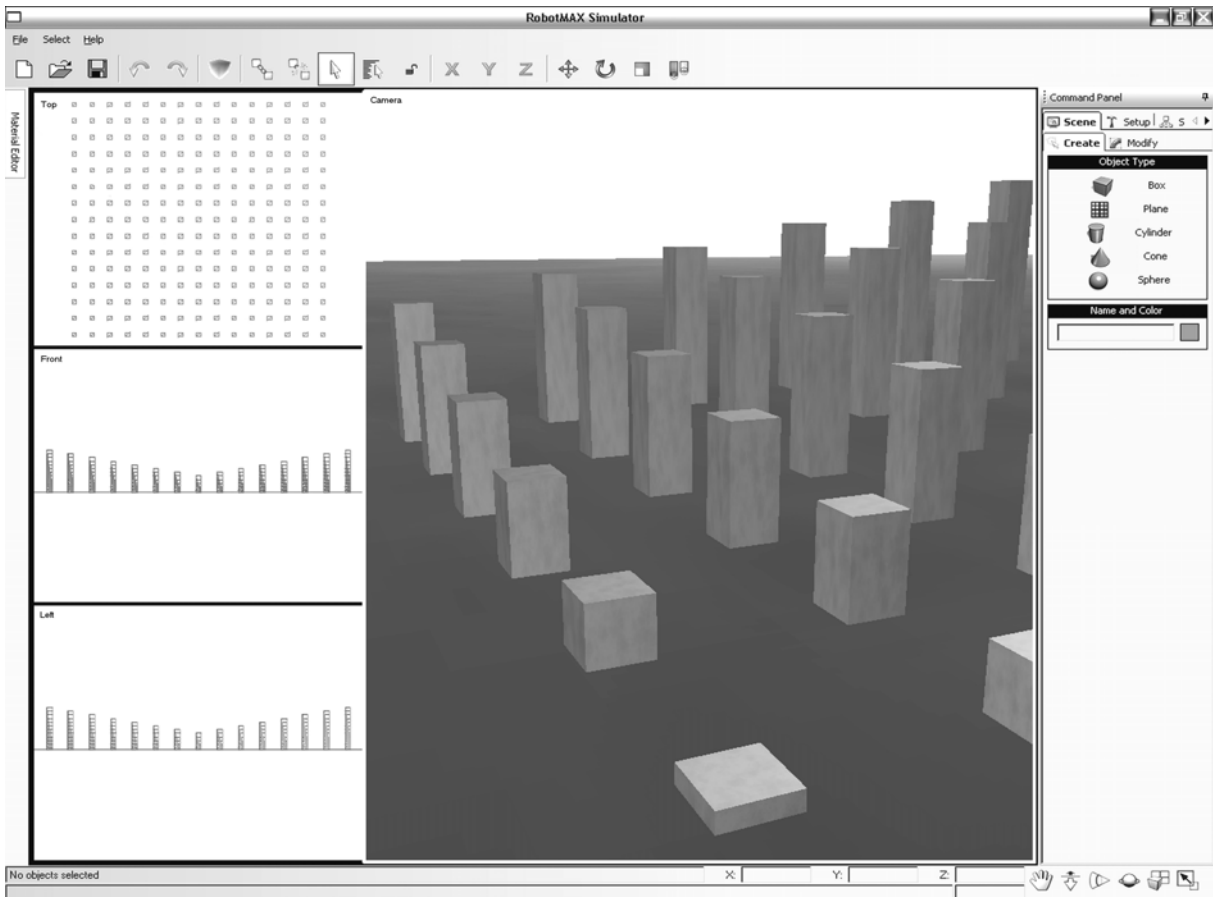 RobotMAX Simulator
File Select Help
X Y Z
Material Editor
Top
Camera
Front
Left
Command Panel
Scene Setup S
Create Modify
Object Type
Box
Plane
Cylinder
Cone
Sphere
Name and Color
No objects selected
X: Y: Z: